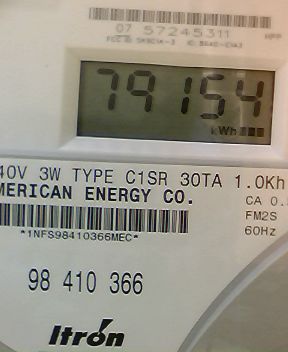 07 57245311
79154
kWh
40V 3W TYPE C1SR 30TA 1.0Kh
MERICAN ENERGY CO.
CA 0.
FM2S
60Hz
*1NFS98410366MEC*
98 410 366
Itrón